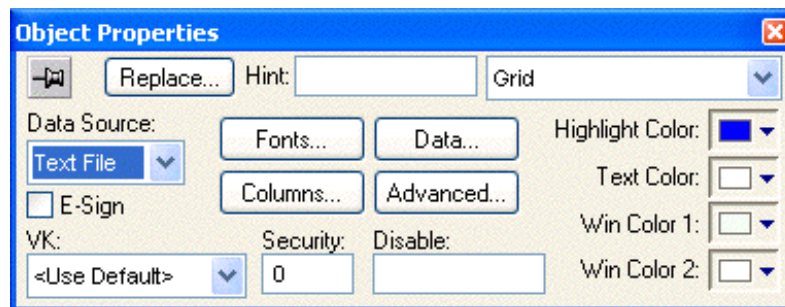 Object Properties
Replace... Hint: Grid
Data Source: Fonts... Data... Highlight Color:
Text File Text Color:
E-Sign Columns... Advanced... Win Color 1:
VK: Security: Disable:
<Use Default> 0 Win Color 2: